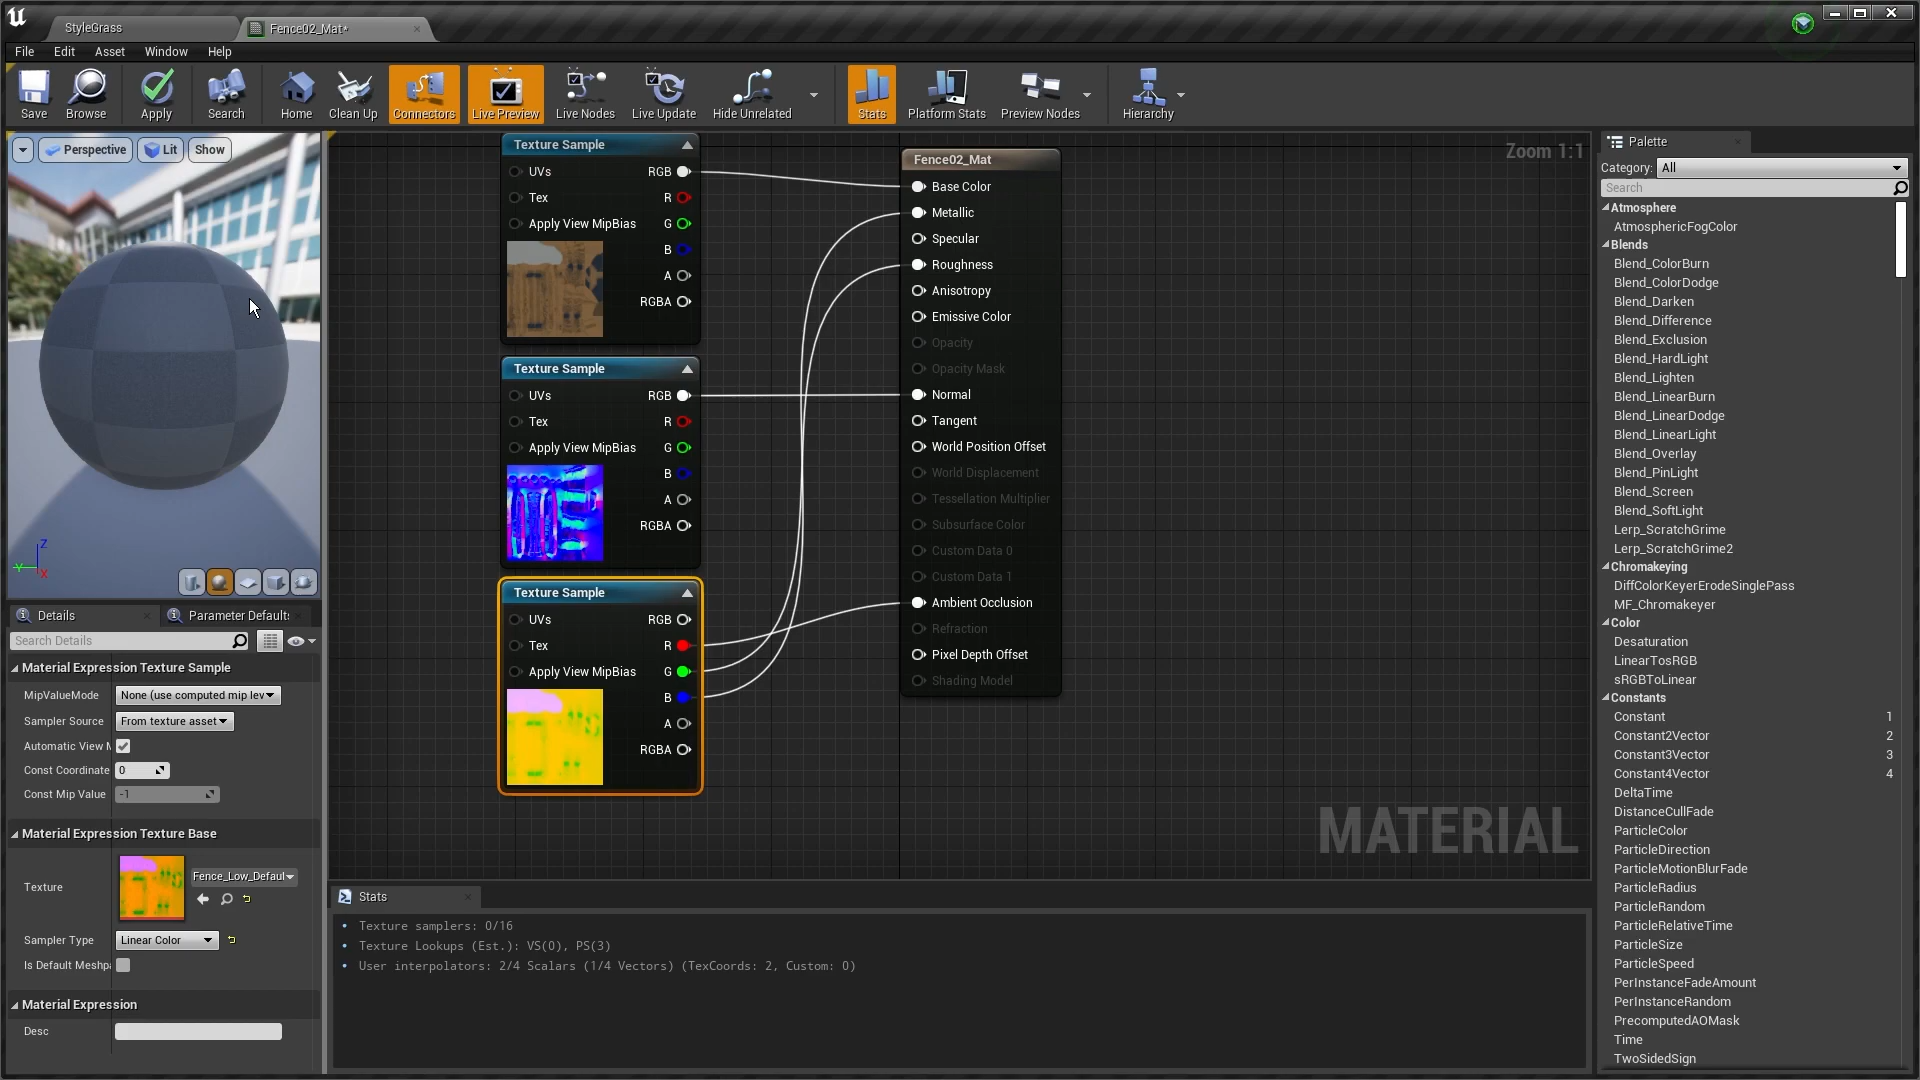 StyleGrass
Fence02_Mat*
File Edit Asset Window Help
Save Browse Apply Search Home Clean Up Connectors Live Preview Live Nodes Live Update Hide Unrelated Stats Platform Stats Preview Nodes Hierarchy
Perspective Lit Show
Z
Y
X
Details
Parameter Default
Search Details
Material Expression Texture Sample
MipValueMode None (use computed mip lev
Sampler Source From texture asset
Automatic View M
Const Coordinate 0
Const Mip Value -1
Material Expression Texture Base
Texture Fence_Low_Defaul
Sampler Type Linear Color
Is Default Meshpa
Material Expression
Desc
Zoom 1:1
Texture Sample
UVs RGB
Tex R
Apply View MipBias G
B
A
RGBA
Texture Sample
UVs RGB
Tex R
Apply View MipBias G
B
A
RGBA
Texture Sample
UVs RGB
Tex R
Apply View MipBias G
B
A
RGBA
Fence02_Mat
Base Color
Metallic
Specular
Roughness
Anisotropy
Emissive Color
Opacity
Opacity Mask
Normal
Tangent
World Position Offset
World Displacement
Tessellation Multiplier
Subsurface Color
Custom Data 0
Custom Data 1
Ambient Occlusion
Refraction
Pixel Depth Offset
Shading Model
MATERIAL
Stats
Texture samplers: 0/16
Texture Lookups (Est.): VS(0), PS(3)
User interpolators: 2/4 Scalars (1/4 Vectors) (TexCoords: 2, Custom: 0)
Palette
Category: All
Search
Atmosphere
AtmosphericFogColor
Blends
Blend_ColorBurn
Blend_ColorDodge
Blend_Darken
Blend_Difference
Blend_Exclusion
Blend_HardLight
Blend_Lighten
Blend_LinearBurn
Blend_LinearDodge
Blend_LinearLight
Blend_Overlay
Blend_PinLight
Blend_Screen
Blend_SoftLight
Lerp_ScratchGrime
Lerp_ScratchGrime2
Chromakeying
DiffColorKeyerErodeSinglePass
MF_Chromakeyer
Color
Desaturation
LinearTosRGB
sRGBToLinear
Constants
Constant 1
Constant2Vector 2
Constant3Vector 3
Constant4Vector 4
DeltaTime
DistanceCullFade
ParticleColor
ParticleDirection
ParticleMotionBlurFade
ParticleRadius
ParticleRandom
ParticleRelativeTime
ParticleSize
ParticleSpeed
PerInstanceFadeAmount
PerInstanceRandom
PrecomputedAOMask
Time
TwoSidedSign